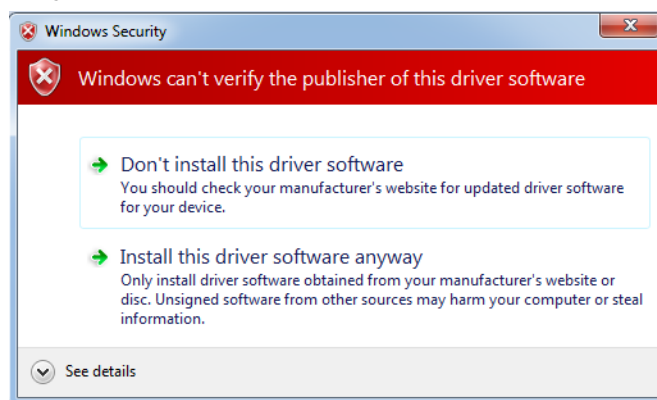 Windows Security
Windows can't verify the publisher of this driver software
Don't install this driver software
You should check your manufacturer's website for updated driver software
for your device.
Install this driver software anyway
Only install driver software obtained from your manufacturer's website or
disc. Unsigned software from other sources may harm your computer or steal
information.
See details